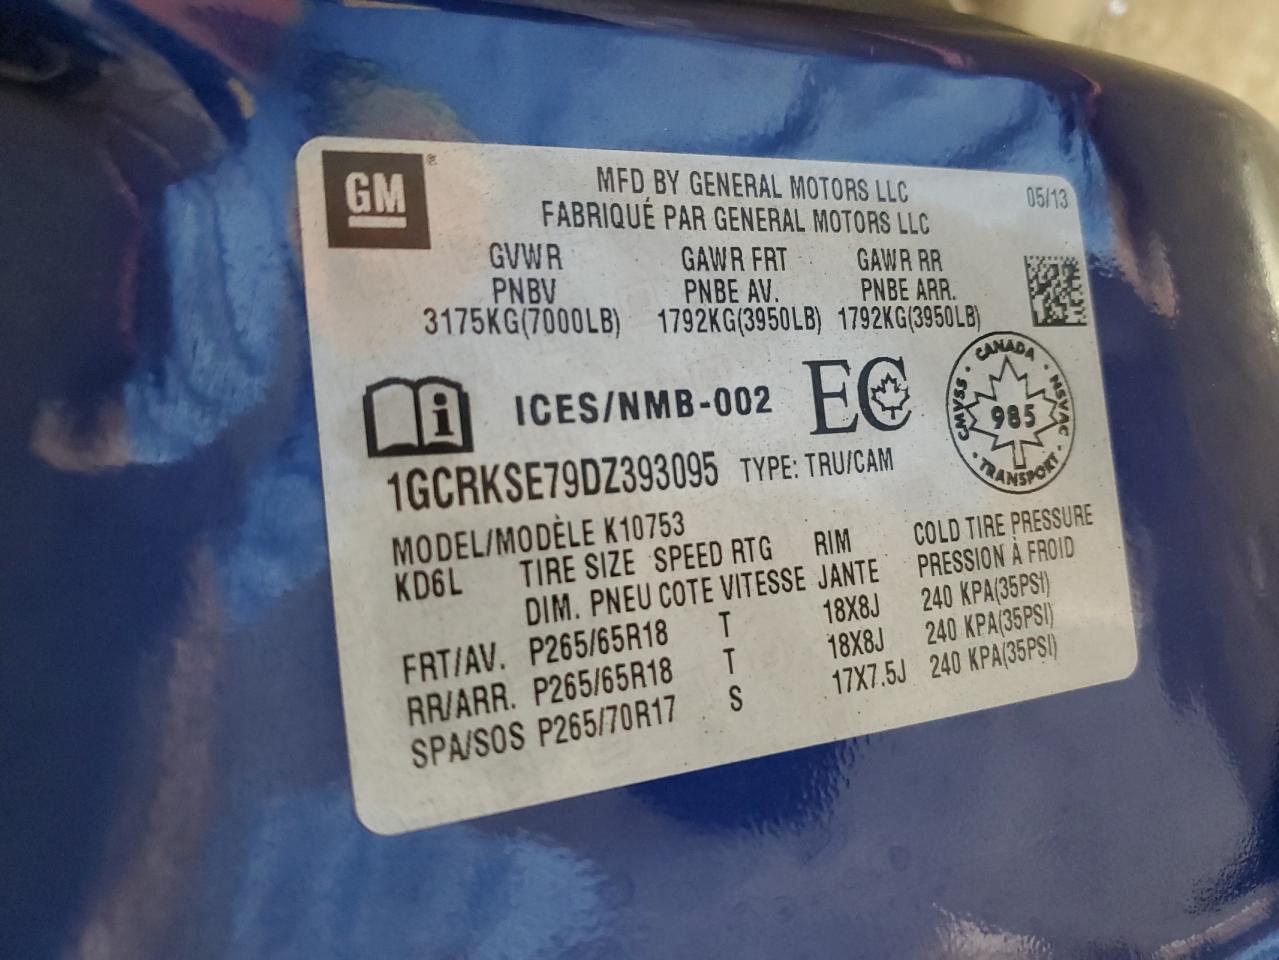 GM®
MFD BY GENERAL MOTORS LLC 05/13
FABRIQUÉ PAR GENERAL MOTORS LLC
GVWR GAWR FRT GAWR RR
PNBV PNBE AV. PNBE ARR.
3175KG(7000LB) 1792KG(3950LB) 1792KG(3950LB)
i ICES/NMB-002 EC
CANADA
CMVSS · NSVAC
985
· TRANSPORT ·
1GCRKSE79DZ393095 TYPE: TRU/CAM
MODEL/MODÈLE K10753
KD6L TIRE SIZE SPEED RTG RIM COLD TIRE PRESSURE
DIM. PNEU COTE VITESSE JANTE PRESSION À FROID
FRT/AV. P265/65R18 T 18X8J 240 KPA(35PSI)
RR/ARR. P265/65R18 T 18X8J 240 KPA(35PSI)
SPA/SOS P265/70R17 S 17X7.5J 240 KPA(35PSI)